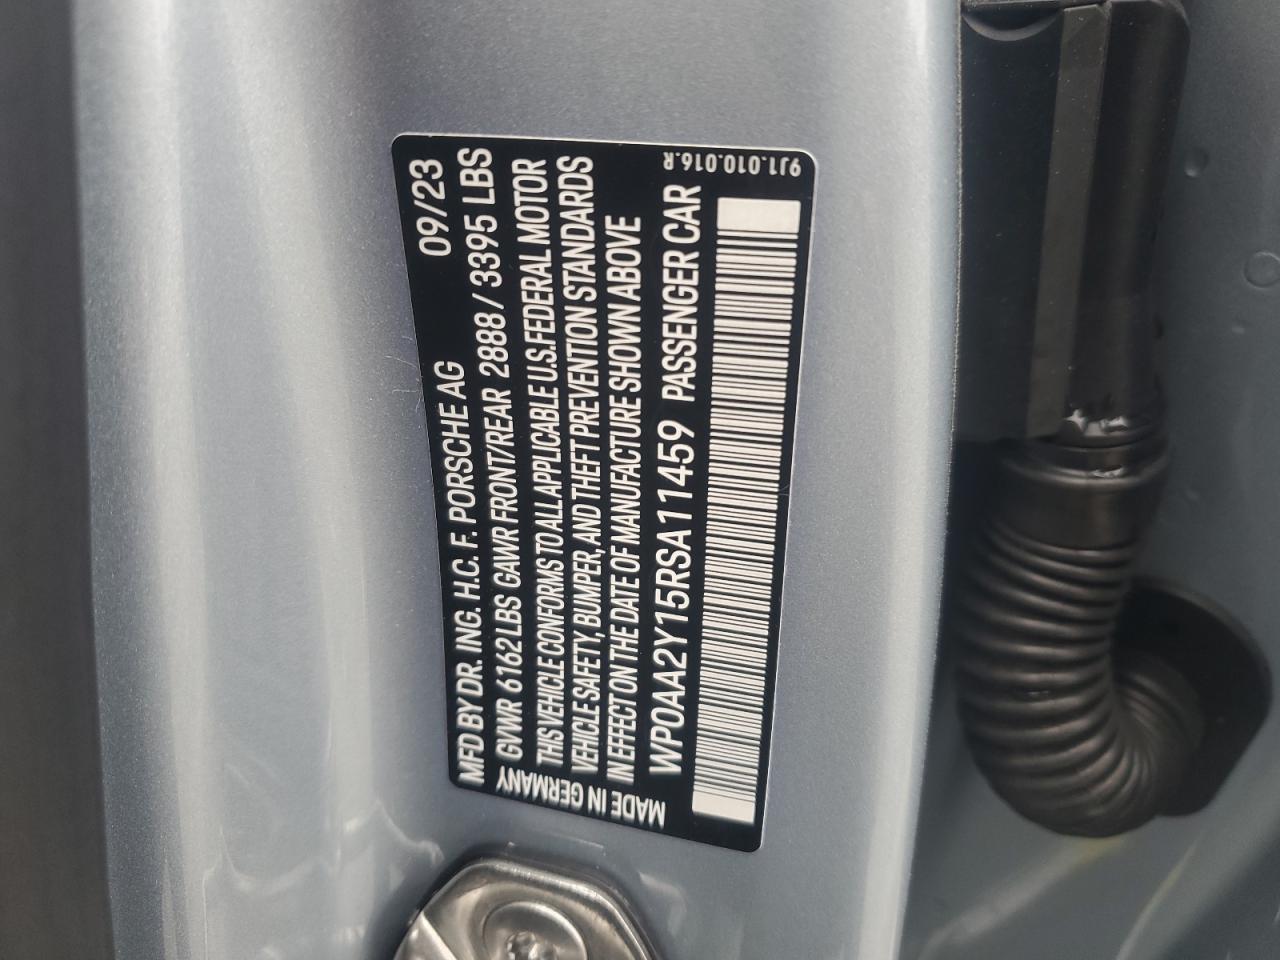 MFD BY DR. ING. H.C. F. PORSCHE AG 09/23
GVWR 6162LBS GAWR FRONT/REAR 2888 / 3395 LBS
THIS VEHICLE CONFORMS TO ALL APPLICABLE U.S.FEDERAL MOTOR
VEHICLE SAFETY, BUMPER, AND THEFT PREVENTION STANDARDS
IN EFFECT ON THE DATE OF MANUFACTURE SHOWN ABOVE
WP0AA2Y15RSA11459 PASSENGER CAR
MADE IN GERMANY
9J1.010.016.R